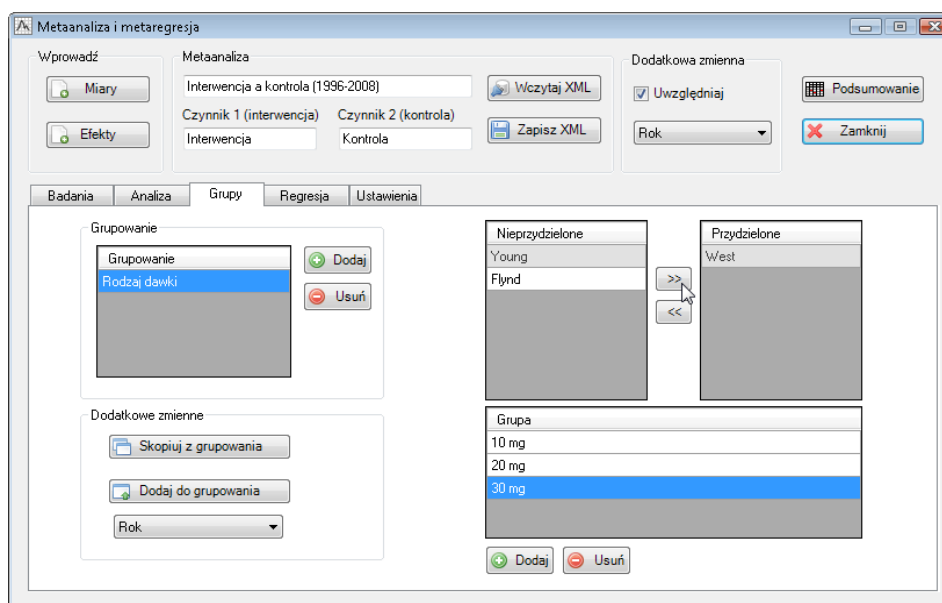 Metaanaliza i metaregresja
Wprowadź
Miary
Efekty
Metaanaliza
Interwencja a kontrola (1996-2008)
Czynnik 1 (interwencja) Czynnik 2 (kontrola)
Interwencja Kontrola
Wczytaj XML
Zapisz XML
Dodatkowa zmienna
Uwzględniaj
Rok
Podsumowanie
Zamknij
Badania Analiza Grupy Regresja Ustawienia
Grupowanie
Grupowanie
Rodzaj dawki
Dodaj
Usuń
Nieprzydzielone
Young
Flynd
>>
<<
Przydzielone
West
Dodatkowe zmienne
Skopiuj z grupowania
Dodaj do grupowania
Rok
Grupa
10 mg
20 mg
30 mg
Dodaj Usuń